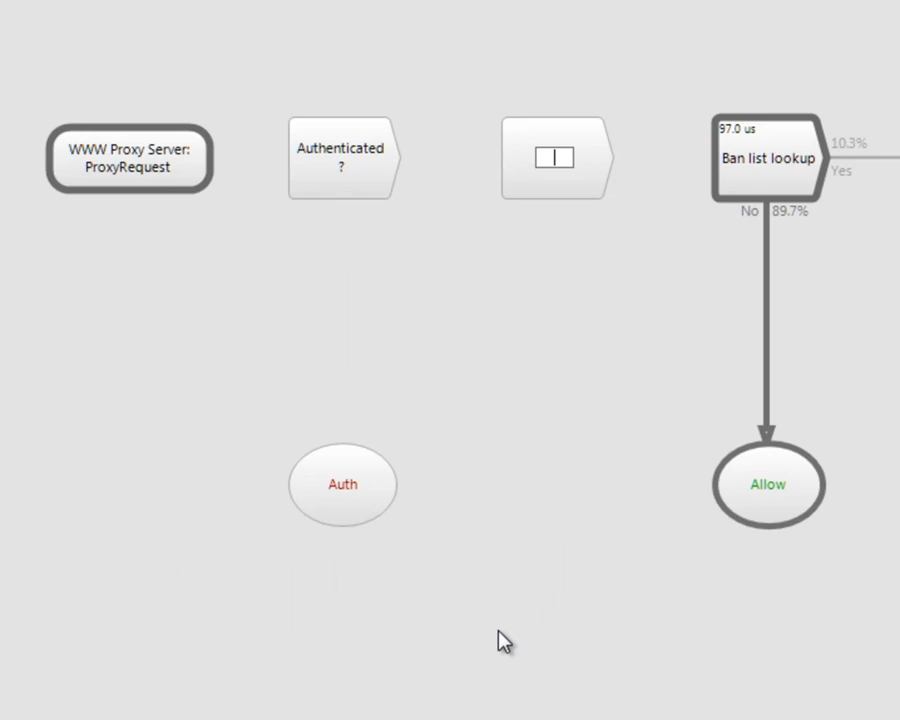 WWW Proxy Server:
ProxyRequest
Authenticated
?
97.0 us
Ban list lookup
10.3%
Yes
No
89.7%
Auth
Allow